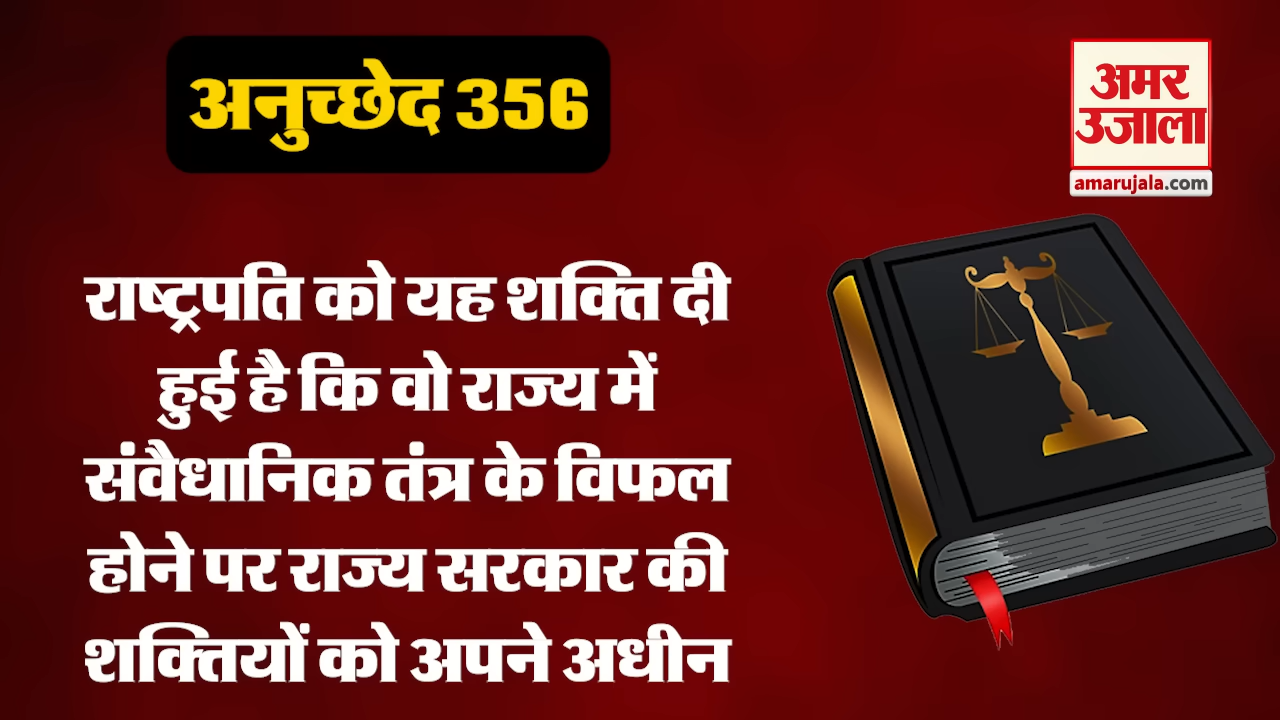 अनुच्छेद 356
अमर
उजाला
amarujala.com
राष्ट्रपति को यह शक्ति दी
हुई है कि वो राज्य में
संवैधानिक तंत्र के विफल
होने पर राज्य सरकार की
शक्तियों को अपने अधीन